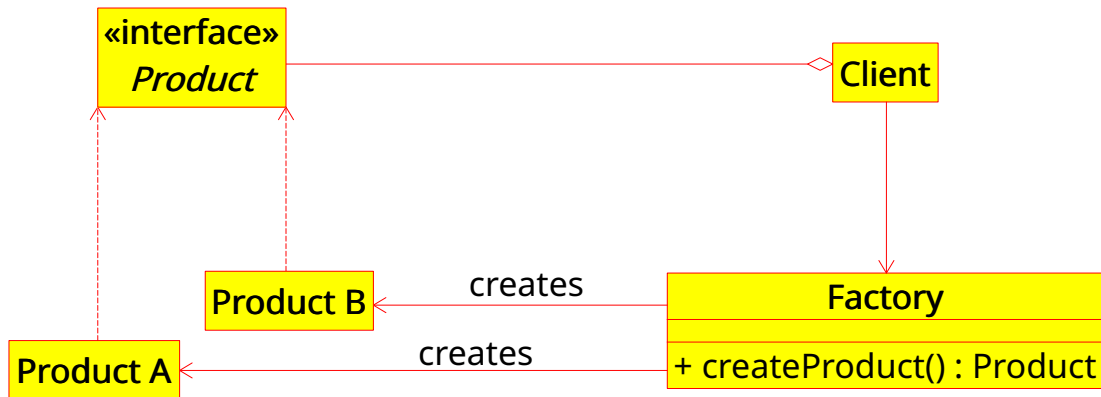 «interface»
Product
Client
Product B
creates
Factory
Product A
creates
+ createProduct() : Product